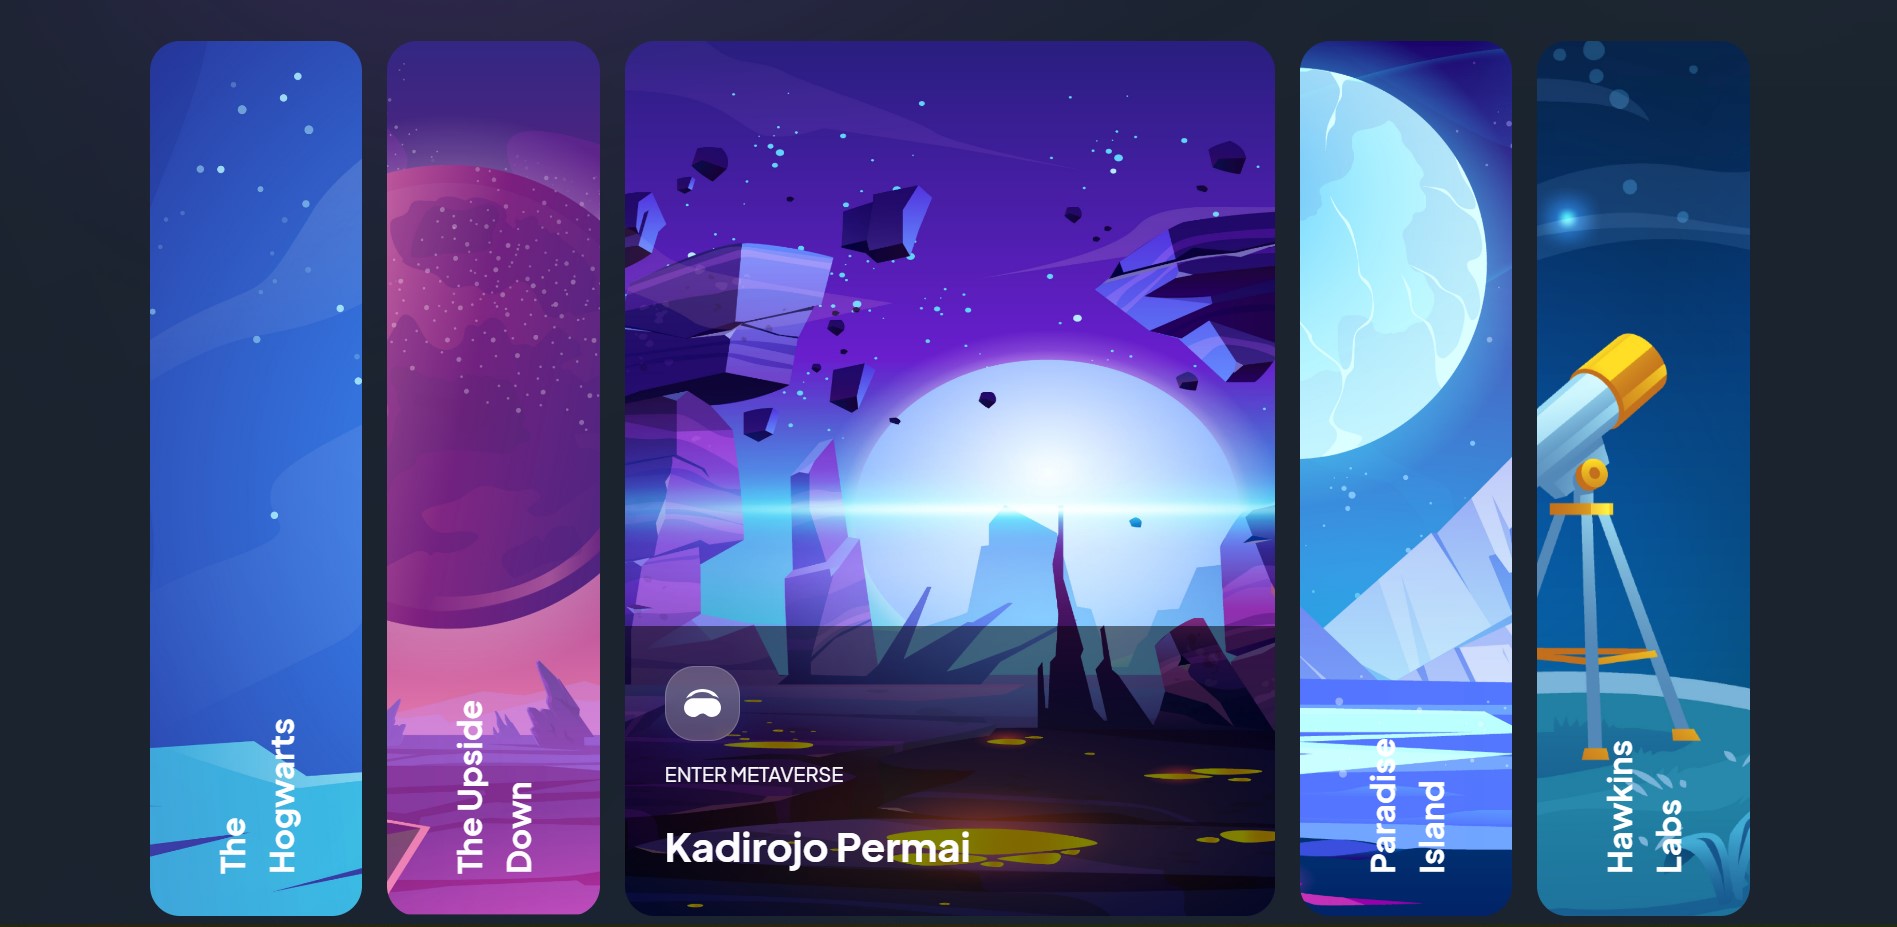 The
Hogwarts
The Upside
Down
ENTER METAVERSE
Kadirojo Permai
Paradise
Island
Hawkins
Labs